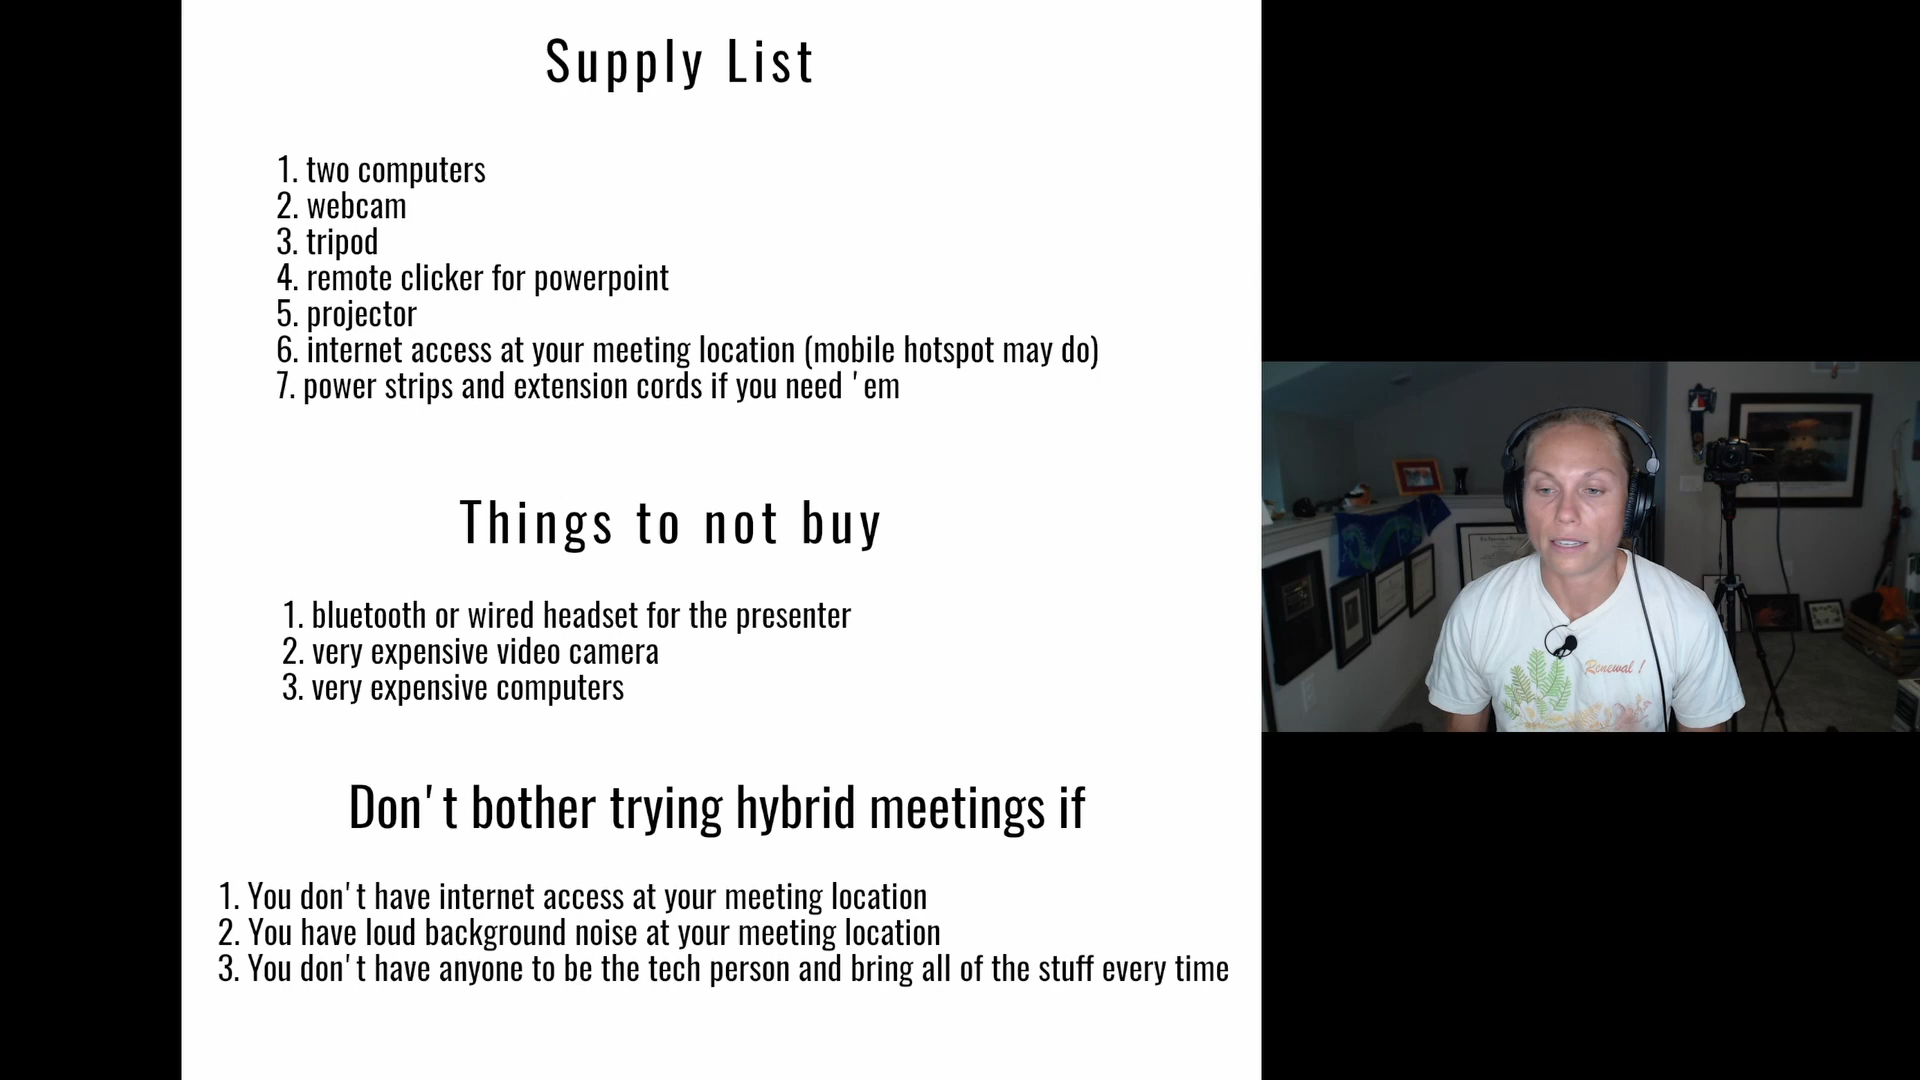 Supply List
1. two computers
2. webcam
3. tripod
4. remote clicker for powerpoint
5. projector
6. internet access at your meeting location (mobile hotspot may do)
7. power strips and extension cords if you need 'em
Things to not buy
1. bluetooth or wired headset for the presenter
2. very expensive video camera
3. very expensive computers
Don't bother trying hybrid meetings if
1. You don't have internet access at your meeting location
2. You have loud background noise at your meeting location
3. You don't have anyone to be the tech person and bring all of the stuff every time
Renewal !